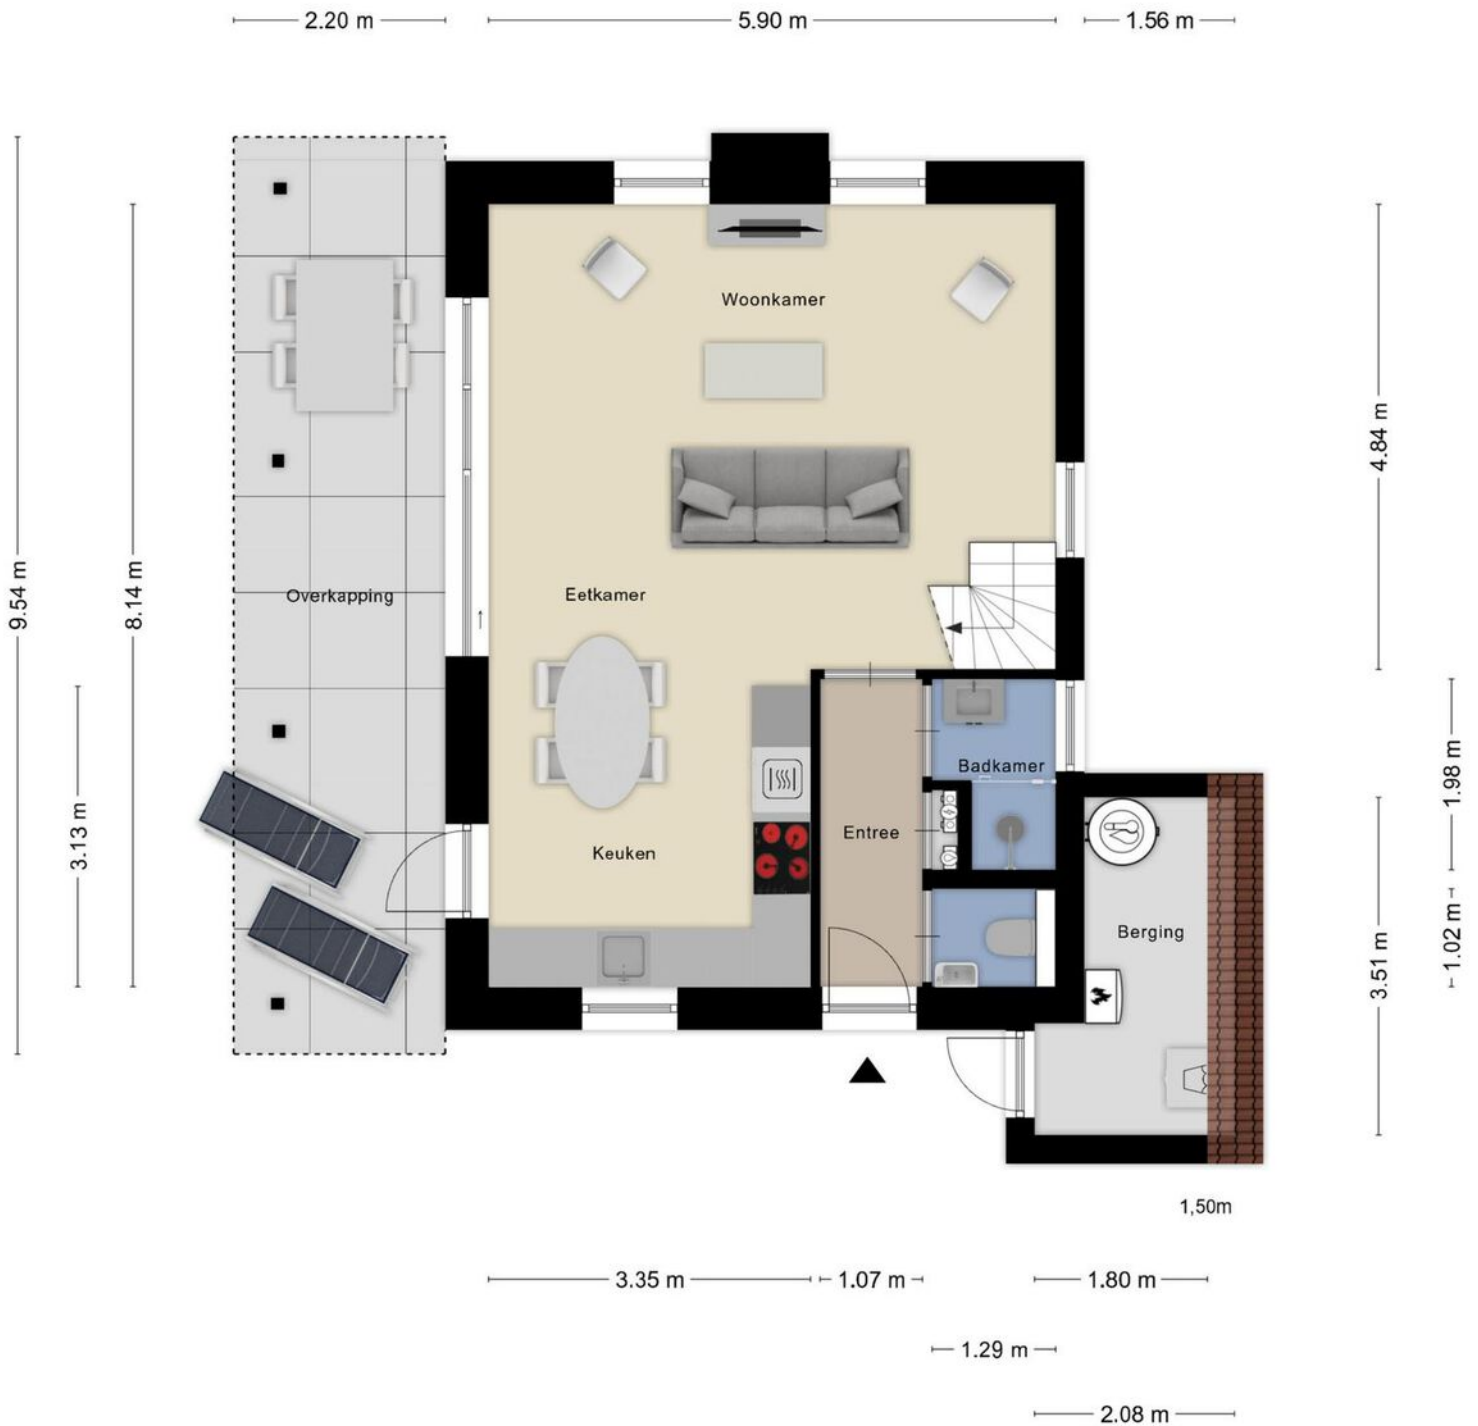 2.20 m
5.90 m
1.56 m
Woonkamer
4.84 m
9.54 m
8.14 m
Overkapping
Eetkamer
Badkamer
1.98 m
3.13 m
Entree
Keuken
Berging
1.02 m
3.51 m
1,50m
3.35 m
1.07 m
1.80 m
1.29 m
2.08 m